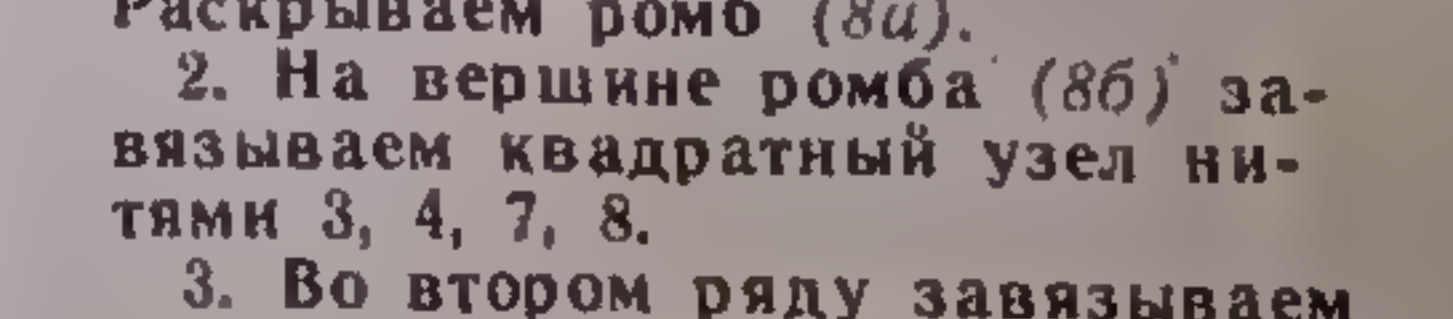 Раскрываем ромб (8а).
2. На вершине ромба (8б) за-
вязываем квадратный узел ни-
тями 3, 4, 7, 8.
3. Во втором ряду завязываем